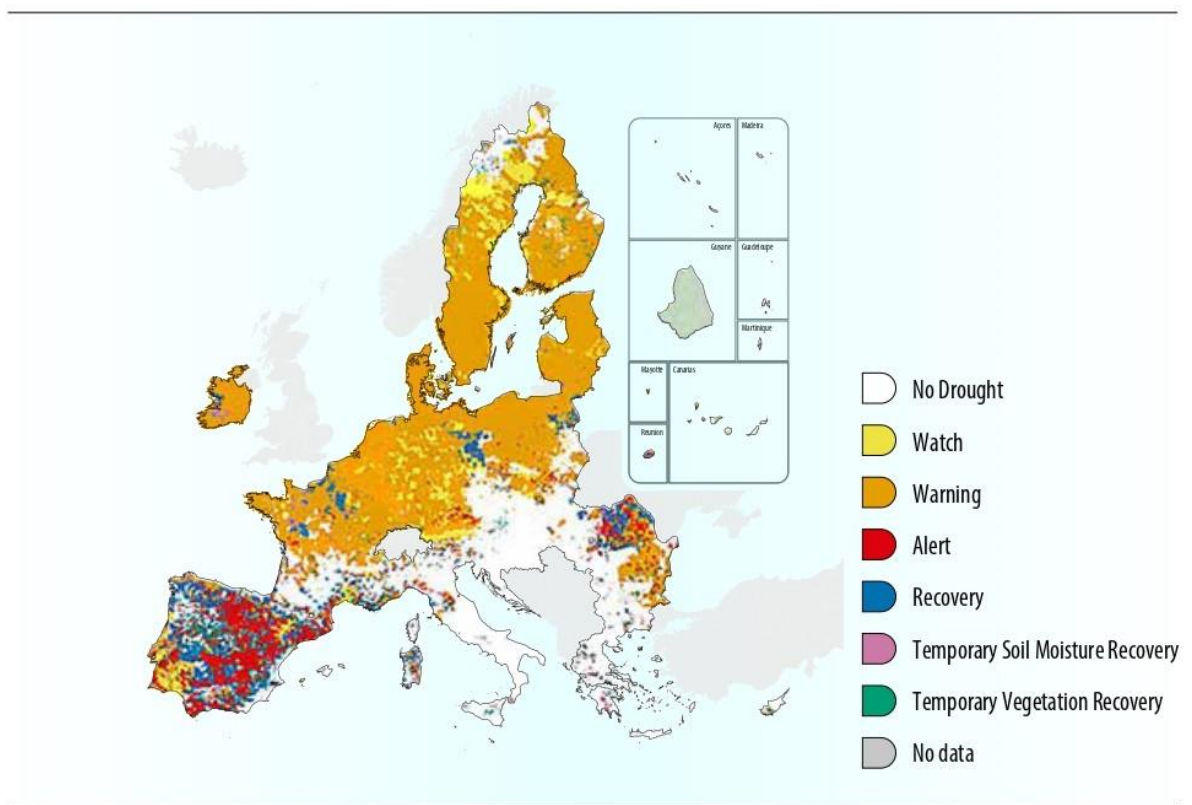 Açores
Madeira
Guyane
Guadeloupe
Martinique
Mayotte
Canarias
Réunion
No Drought
Watch
Warning
Alert
Recovery
Temporary Soil Moisture Recovery
Temporary Vegetation Recovery
No data